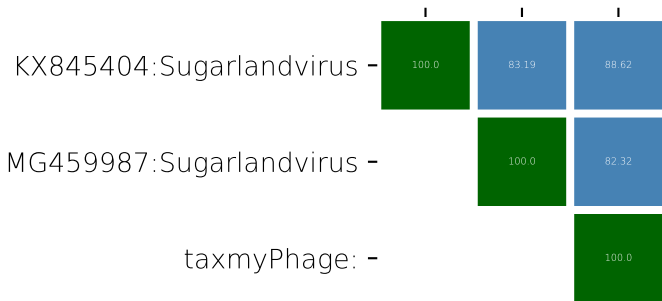 KX845404:Sugarlandvirus 100.0 83.19 88.62
MG459987:Sugarlandvirus 100.0 82.32
taxmyPhage: 100.0